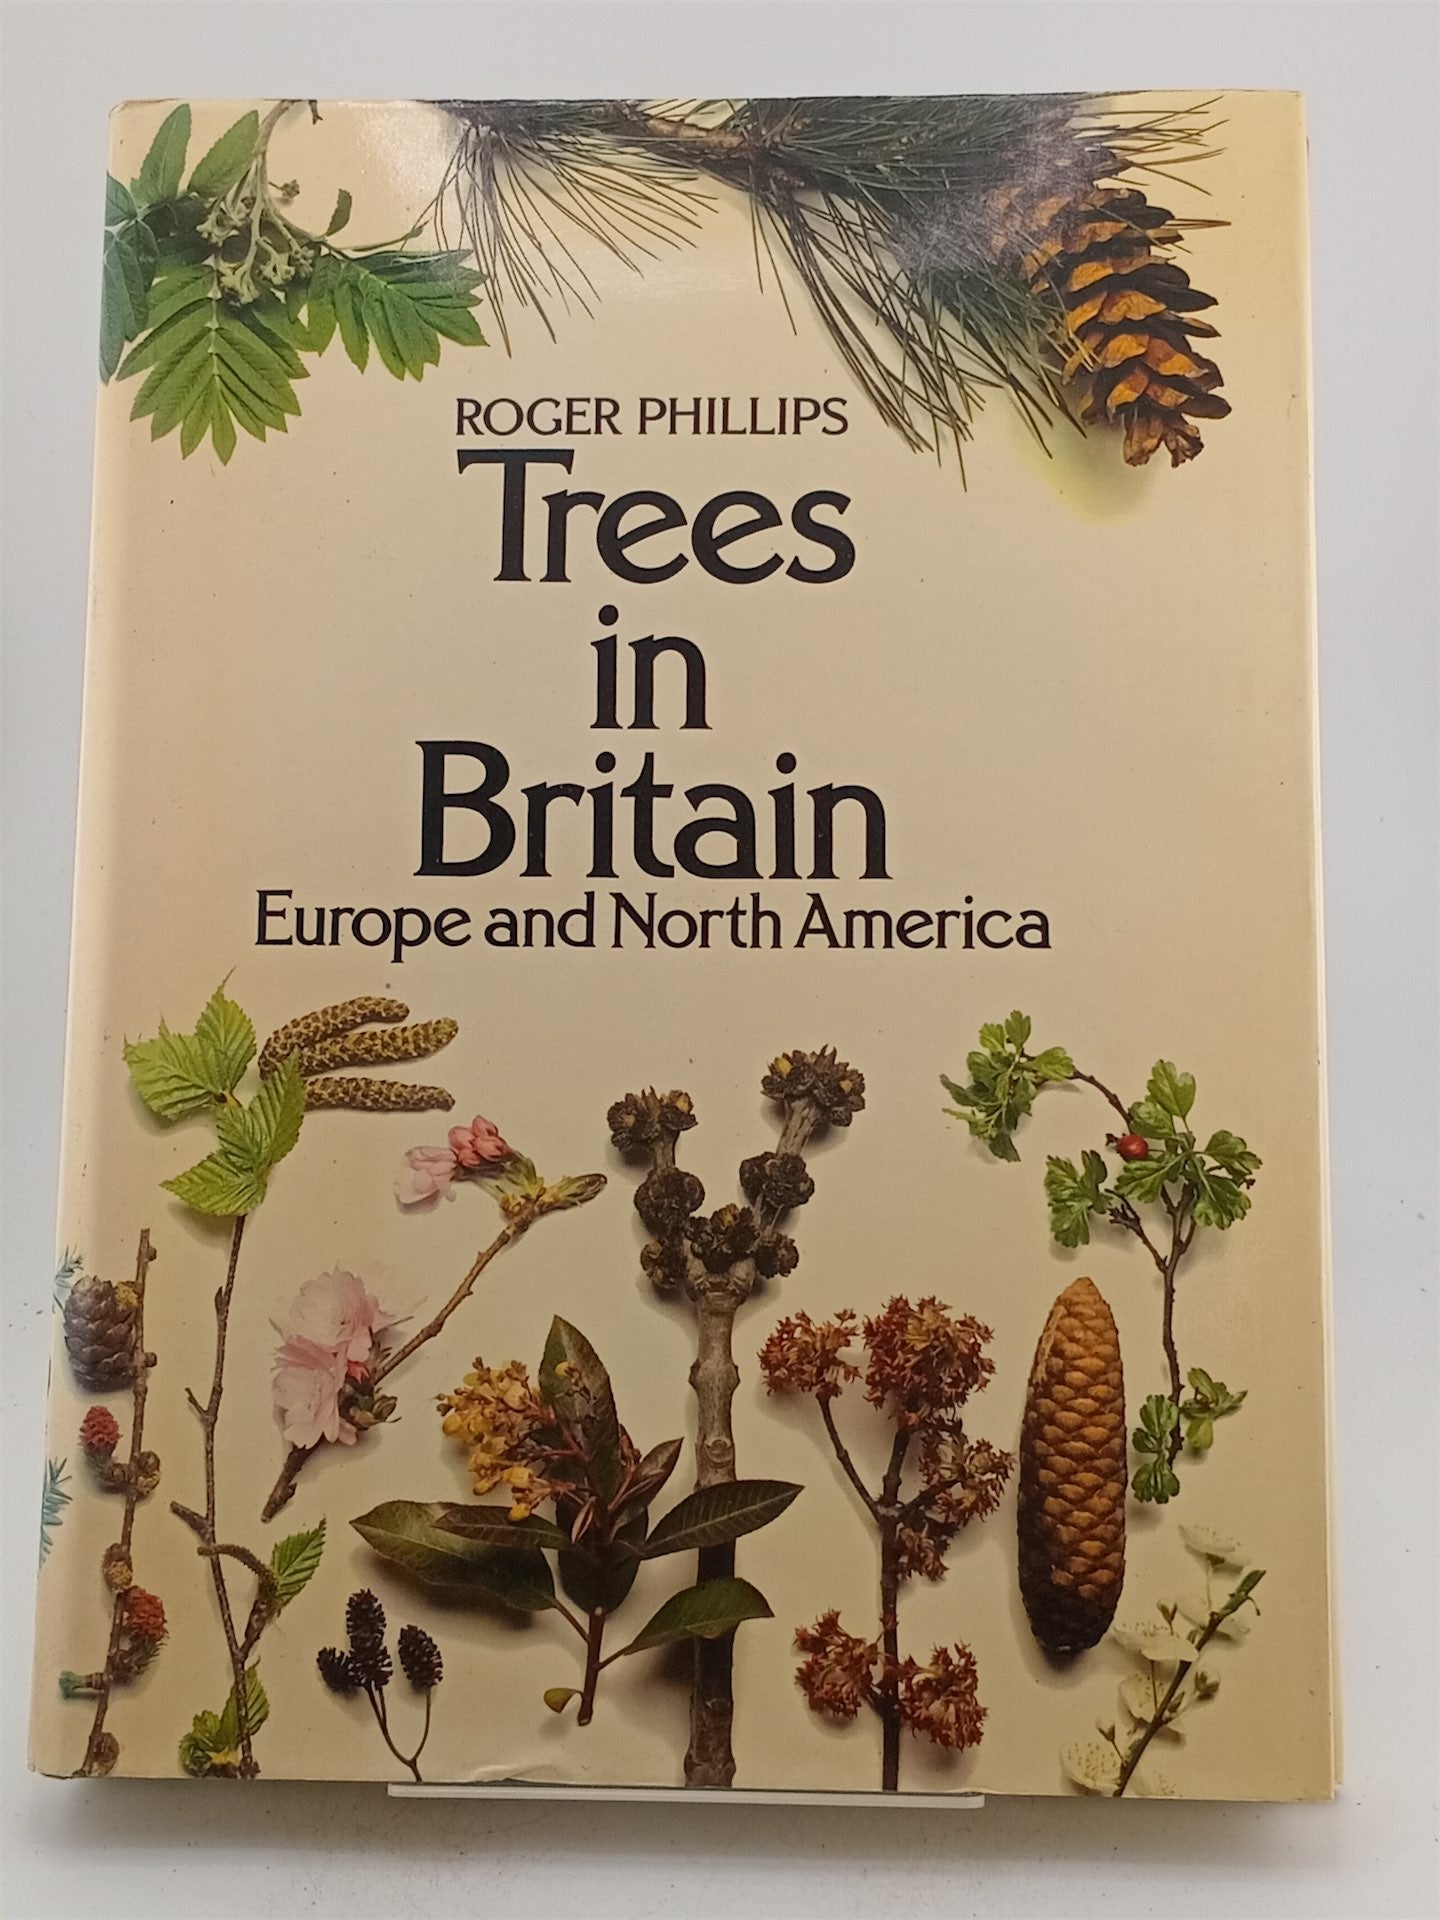 ROGER PHILLIPS
Trees
in
Britain
Europe and North America